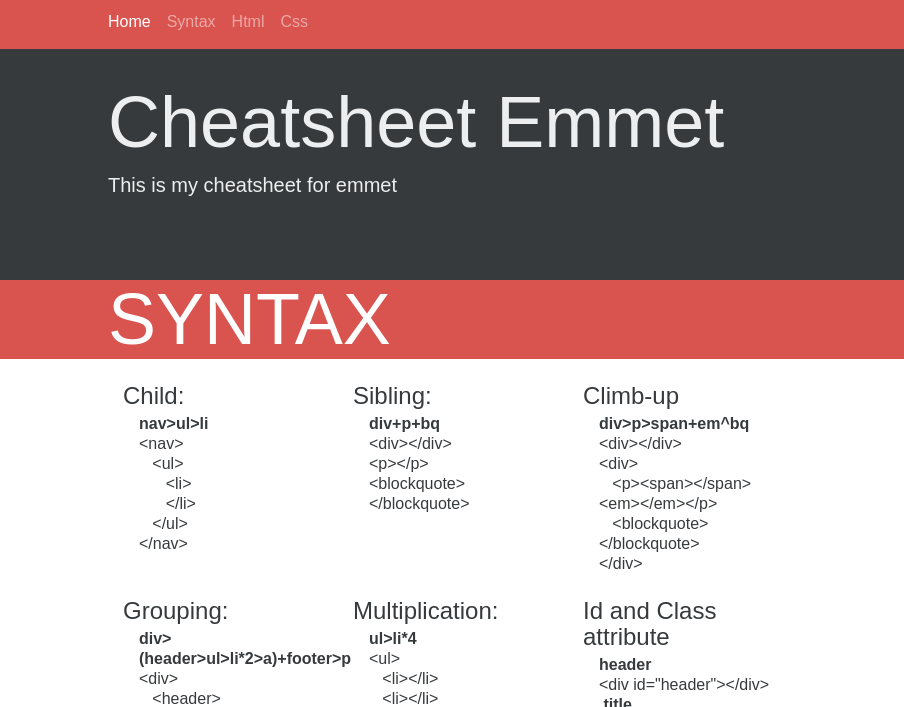 Home Syntax Html Css
Cheatsheet Emmet
This is my cheatsheet for emmet
SYNTAX
Child:
nav>ul>li
<nav>
<ul>
<li>
</li>
</ul>
</nav>
Sibling:
div+p+bq
<div></div>
<p></p>
<blockquote>
</blockquote>
Climb-up
div>p>span+em^bq
<div></div>
<div>
<p><span></span>
<em></em></p>
<blockquote>
</blockquote>
</div>
Grouping:
div>
(header>ul>li*2>a)+footer>p
<div>
<header>
Multiplication:
ul>li*4
<ul>
<li></li>
<li></li>
Id and Class
attribute
header
<div id="header"></div>
.title